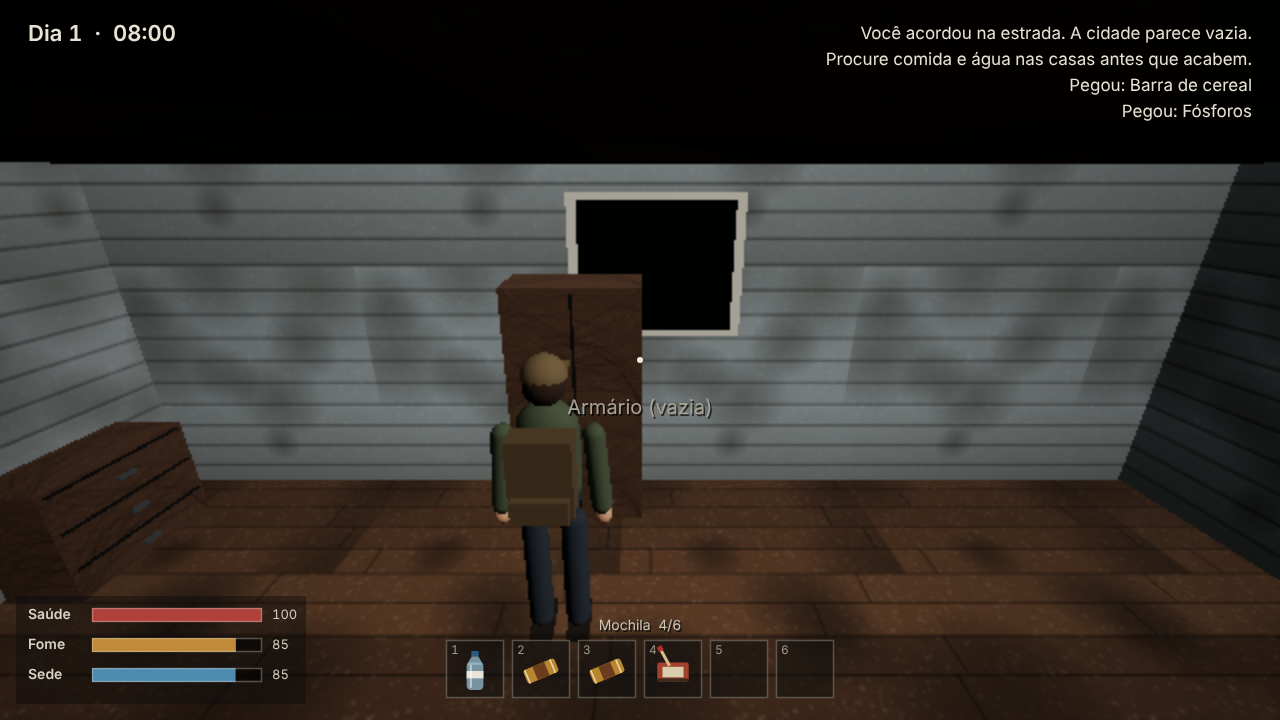 Dia 1 · 08:00
Você acordou na estrada. A cidade parece vazia.
Procure comida e água nas casas antes que acabem.
Pegou: Barra de cereal
Pegou: Fósforos
Armário (vazia)
Saúde 100
Fome 85
Sede 85
Mochila 4/6
1 2 3 4 5 6